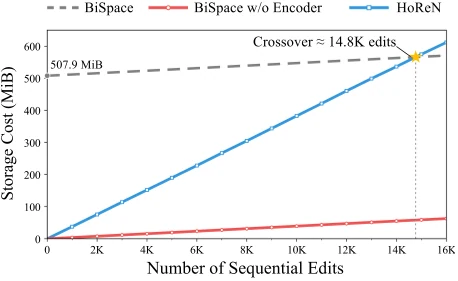 BiSpace BiSpace w/o Encoder HoReN
Crossover ≈ 14.8K edits
507.9 MiB
Storage Cost (MiB)
600
500
400
300
200
100
0
0 2K 4K 6K 8K 10K 12K 14K 16K
Number of Sequential Edits